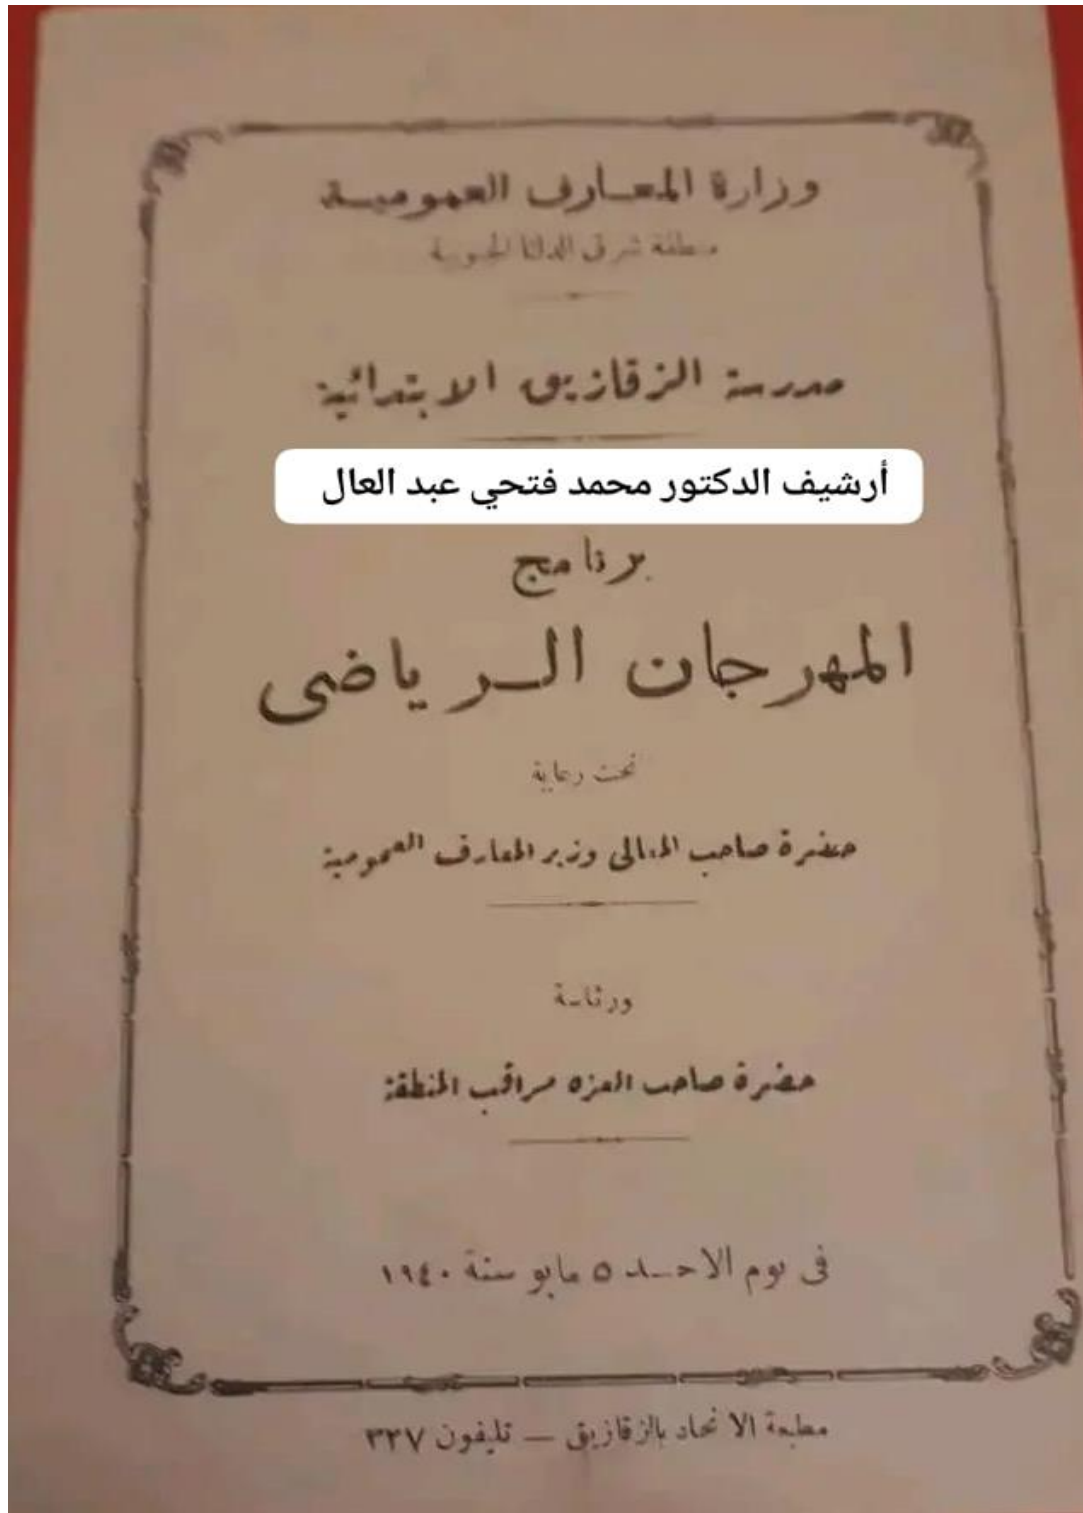 وزارة المعارف العمومية
منطقة شرق الدلتا الجنوبية
مدرسة الزقازيق الابتدائية
أرشيف الدكتور محمد فتحي عبد العال
برنامج
المهرجان الرياضى
تحت رعاية
حضرة صاحب المعالى وزير المعارف العمومية
ورئاسة
حضرة صاحب العزه مراقب المنطقة
فى يوم الاحد ٥ مايو سنة ١٩٤٠
مطبعة الاتحاد بالزقازيق — تليفون ٣٣٧